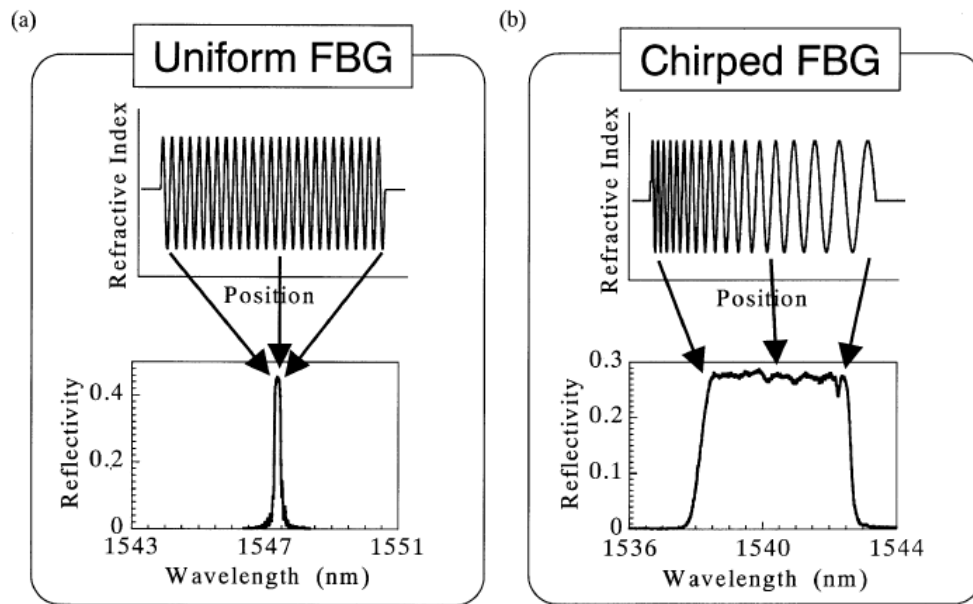 (a)
Uniform FBG
Refractive Index
Position
Reflectivity
0.4
0.2
0
1543
1547
1551
Wavelength (nm)
(b)
Chirped FBG
Refractive Index
Position
Reflectivity
0.3
0.2
0.1
0
1536
1540
1544
Wavelength (nm)